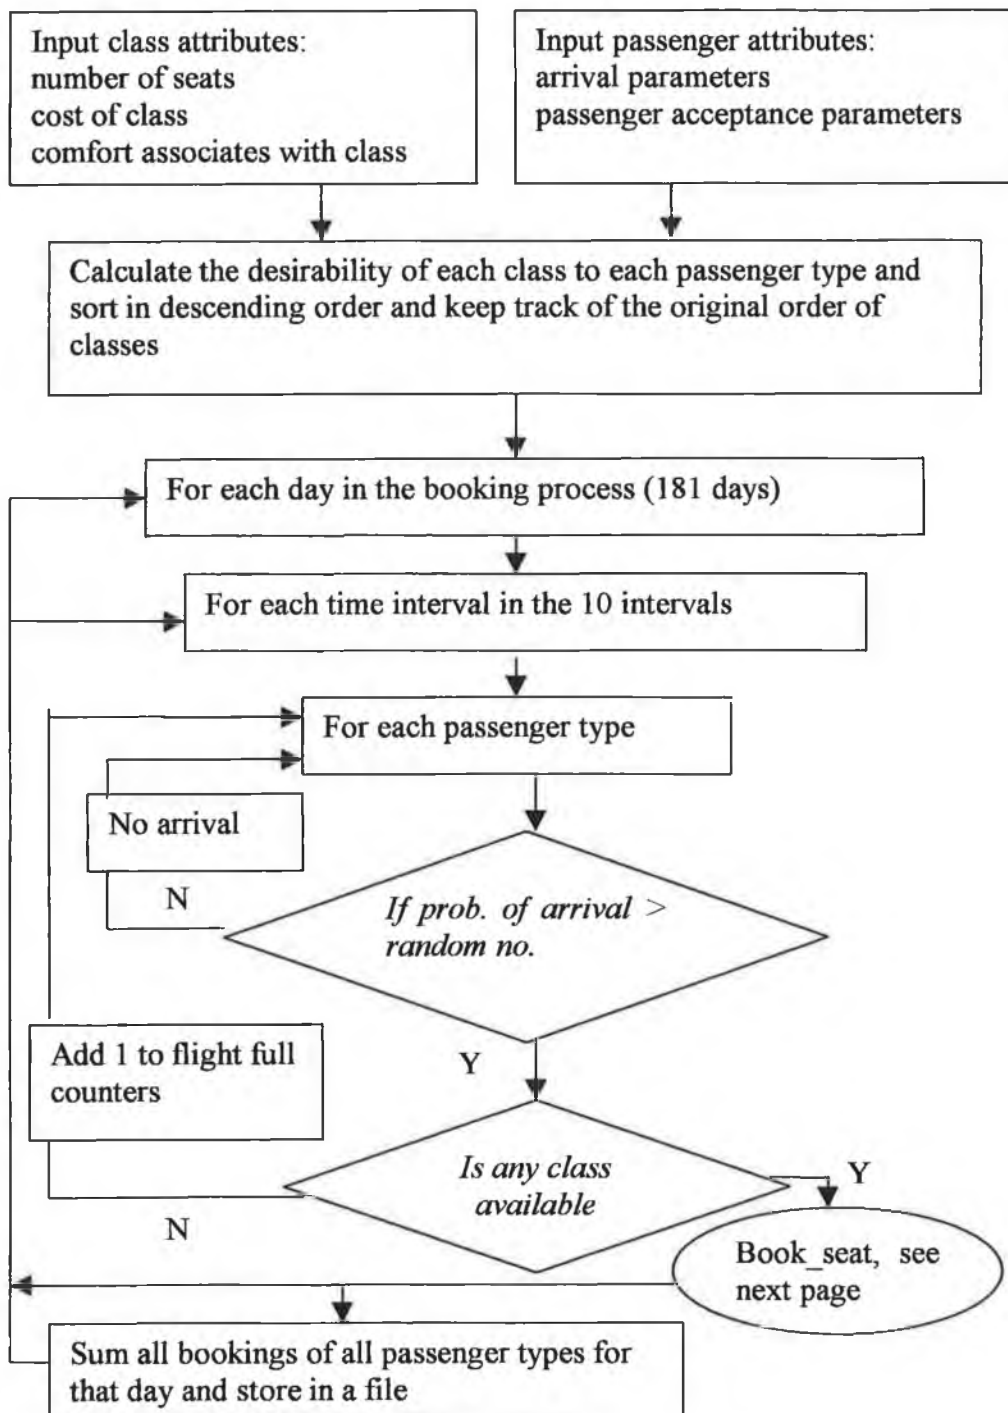 Input class attributes:
number of seats
cost of class
comfort associates with class
Input passenger attributes:
arrival parameters
passenger acceptance parameters
Calculate the desirability of each class to each passenger type and
sort in descending order and keep track of the original order of
classes
For each day in the booking process (181 days)
For each time interval in the 10 intervals
For each passenger type
No arrival
N
If prob. of arrival >
random no.
Y
Add 1 to flight full
counters
Is any class
available
Y
N
Book_seat, see
next page
Sum all bookings of all passenger types for
that day and store in a file